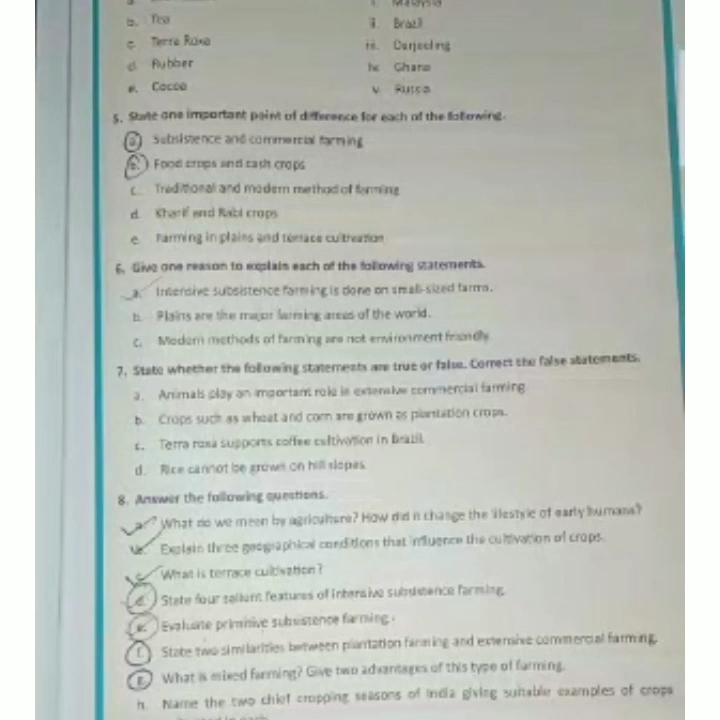 i. Malaysia
b. Tea ii. Brazil
c. Terra Roxa iii. Darjeeling
d. Rubber iv. Ghana
e. Cocoa v. Russia
5. State one important point of difference for each of the following.
a. Subsistence and commercial farming
b. Food crops and cash crops
c. Traditional and modern method of farming
d. Kharif and Rabi crops
e. Farming in plains and terrace cultivation
6. Give one reason to explain each of the following statements.
a. Intensive subsistence farming is done on small-sized farms.
b. Plains are the major farming areas of the world.
c. Modern methods of farming are not environment friendly
7. State whether the following statements are true or false. Correct the false statements.
a. Animals play an important role in extensive commercial farming
b. Crops such as wheat and corn are grown as plantation crops.
c. Terra roxa supports coffee cultivation in Brazil.
d. Rice cannot be grown on hill slopes
8. Answer the following questions.
a. What do we mean by agriculture? How did it change the lifestyle of early humans?
b. Explain three geographical conditions that influence the cultivation of crops.
c. What is terrace cultivation?
d. State four salient features of intensive subsistence farming.
e. Evaluate primitive subsistence farming.
f. State two similarities between plantation farming and extensive commercial farming.
g. What is mixed farming? Give two advantages of this type of farming.
h. Name the two chief cropping seasons of India giving suitable examples of crops